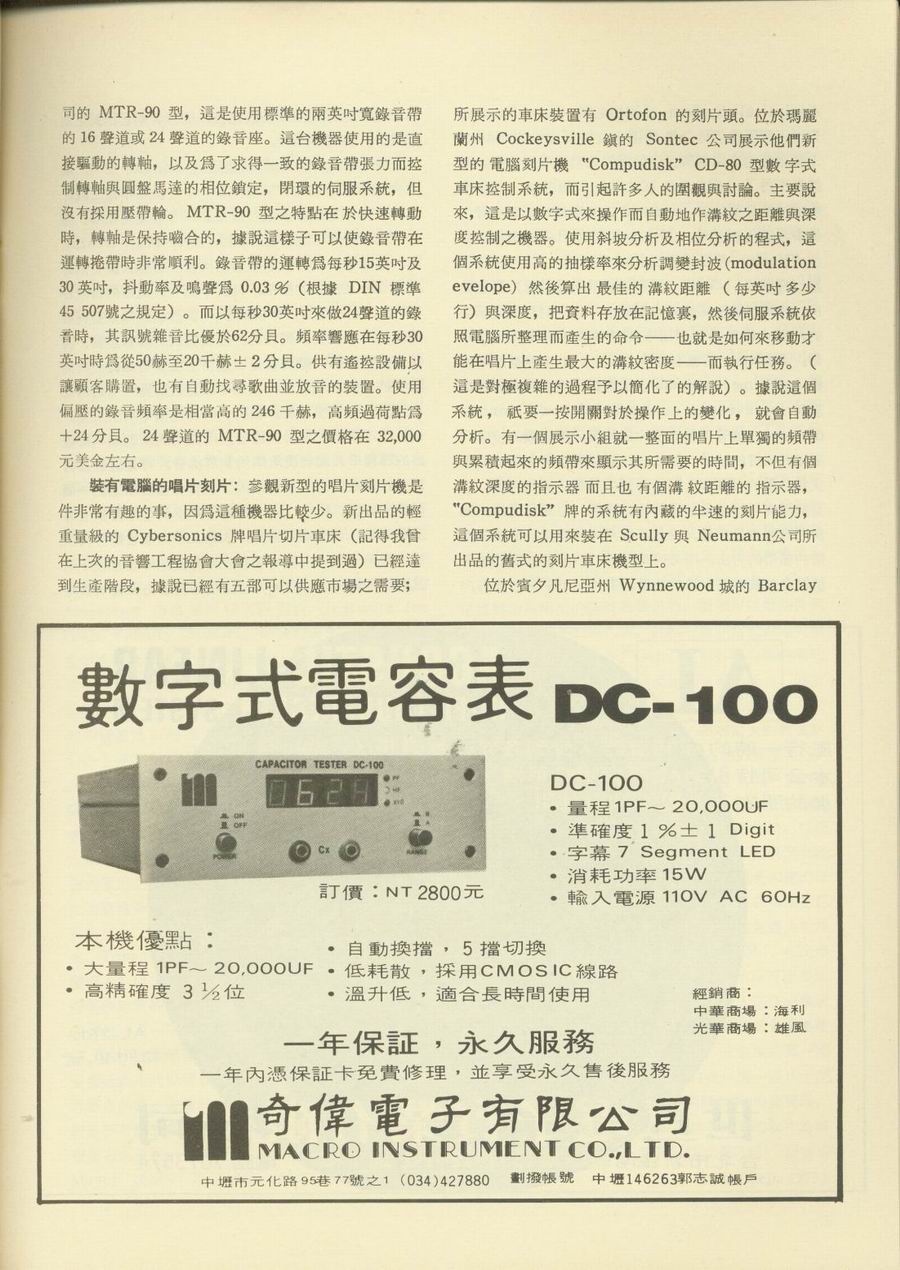 司的 MTR-90 型，這是使用標準的兩英吋寬錄音帶
的 16 聲道或 24 聲道的錄音座。這台機器使用的是直
接驅動的轉軸，以及爲了求得一致的錄音帶張力而控
制轉軸與圓盤馬達的相位鎖定，閉環的伺服系統，但
沒有採用壓帶輪。 MTR-90 型之特點在於快速轉動
時，轉軸是保持嚙合的，據說這樣子可以使錄音帶在
運轉捲帶時非常順利。錄音帶的運轉爲每秒15英吋及
30 英吋，抖動率及鳴聲爲 0.03 %（根據 DIN 標準
45 507號之規定）。而以每秒30英吋來做24聲道的錄
音時，其訊號雜音比優於62分貝。頻率響應在每秒30
英吋時爲從50赫至20千赫± 2 分貝。供有遙控設備以
讓顧客購置，也有自動找尋歌曲並放音的裝置。使用
偏壓的錄音頻率是相當高的 246 千赫，高頻過荷點爲
+24分貝。 24 聲道的 MTR-90 型之價格在 32,000
元美金左右。
裝有電腦的唱片刻片：參觀新型的唱片刻片機是
件非常有趣的事，因爲這種機器比較少。新出品的輕
重量級的 Cybersonics 牌唱片切片車床（記得我曾
在上次的音響工程協會大會之報導中提到過）已經達
到生產階段，據說已經有五部可以供應市場之需要；
所展示的車床裝置有 Ortofon 的刻片頭。位於瑪麗
蘭州 Cockeysville 鎭的 Sontec 公司展示他們新
型的電腦刻片機 “Compudisk” CD-80 型數字式
車床控制系統，而引起許多人的圍觀與討論。主要說
來，這是以數字式來操作而自動地作溝紋之距離與深
度控制之機器。使用斜坡分析及相位分析的程式，這
個系統使用高的抽樣率來分析調變封波(modulation
evelope) 然後算出最佳的溝紋距離（每英吋多少
行）與深度，把資料存放在記憶裏，然後伺服系統依
照電腦所整理而產生的命令——也就是如何來移動才
能在唱片上產生最大的溝紋密度——而執行任務。（
這是對極複雜的過程予以簡化了的解說）。據說這個
系統，祇要一按開關對於操作上的變化，就會自動
分析。有一個展示小組就一整面的唱片上單獨的頻帶
與累積起來的頻帶來顯示其所需要的時間，不但有個
溝紋深度的指示器而且也有個溝紋距離的指示器，
“Compudisk” 牌的系統有內藏的半速的刻片能力，
這個系統可以用來裝在 Scully 與 Neumann公司所
出品的舊式的刻片車床機型上。
位於賓夕凡尼亞州 Wynnewood 城的 Barclay
數字式電容表 DC-100
CAPACITOR TESTER DC-100
624
PF
NF
ON
OFF
POWER
Cx
B
A
RANGE
訂價：NT 2800元
DC-100
• 量程1PF～ 20,000UF
• 準確度 1 %± 1 Digit
• 字幕 7 Segment LED
• 消耗功率 15W
• 輸入電源 110V AC 60Hz
本機優點：
• 大量程 1PF～ 20,000UF
• 高精確度 3 ½位
• 自動換擋，5 擋切換
• 低耗散，採用CMOS IC線路
• 溫升低，適合長時間使用
經銷商：
中華商場：海利
光華商場：雄風
一年保証，永久服務
一年內憑保証卡免費修理，並享受永久售後服務
奇偉電子有限公司
MACRO INSTRUMENT CO.,LTD.
中壢市元化路95巷77號之1 (034)427880 劃撥帳號 中壢146263郭志誠帳戶